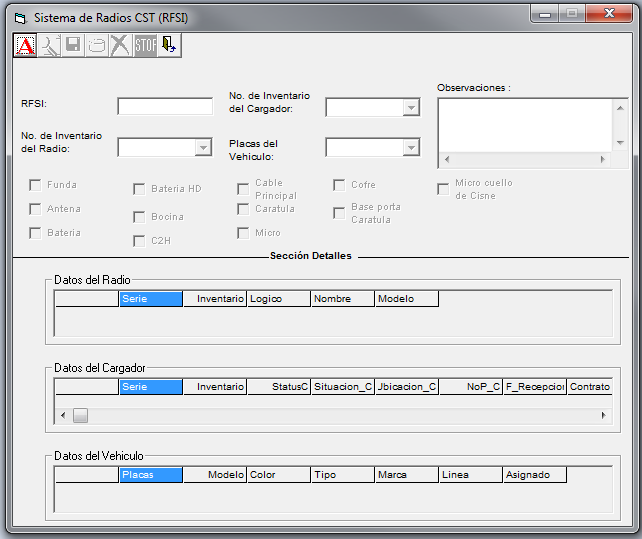 Sistema de Radios CST (RFSI)
A
STOP
RFSI:
No. de Inventario
del Cargador:
Observaciones :
No. de Inventario
del Radio:
Placas del
Vehiculo:
Funda
Bateria HD
Cable
Principal
Cofre
Micro cuello
de Cisne
Antena
Bocina
Caratula
Base porta
Caratula
Bateria
C2H
Micro
Sección Detalles
Datos del Radio
Serie Inventario Logico Nombre Modelo
Datos del Cargador
Serie Inventario StatusC Situacion_C Jbicacion_C NoP_C F_Recepcion Contrato
Datos del Vehiculo
Placas Modelo Color Tipo Marca Linea Asignado